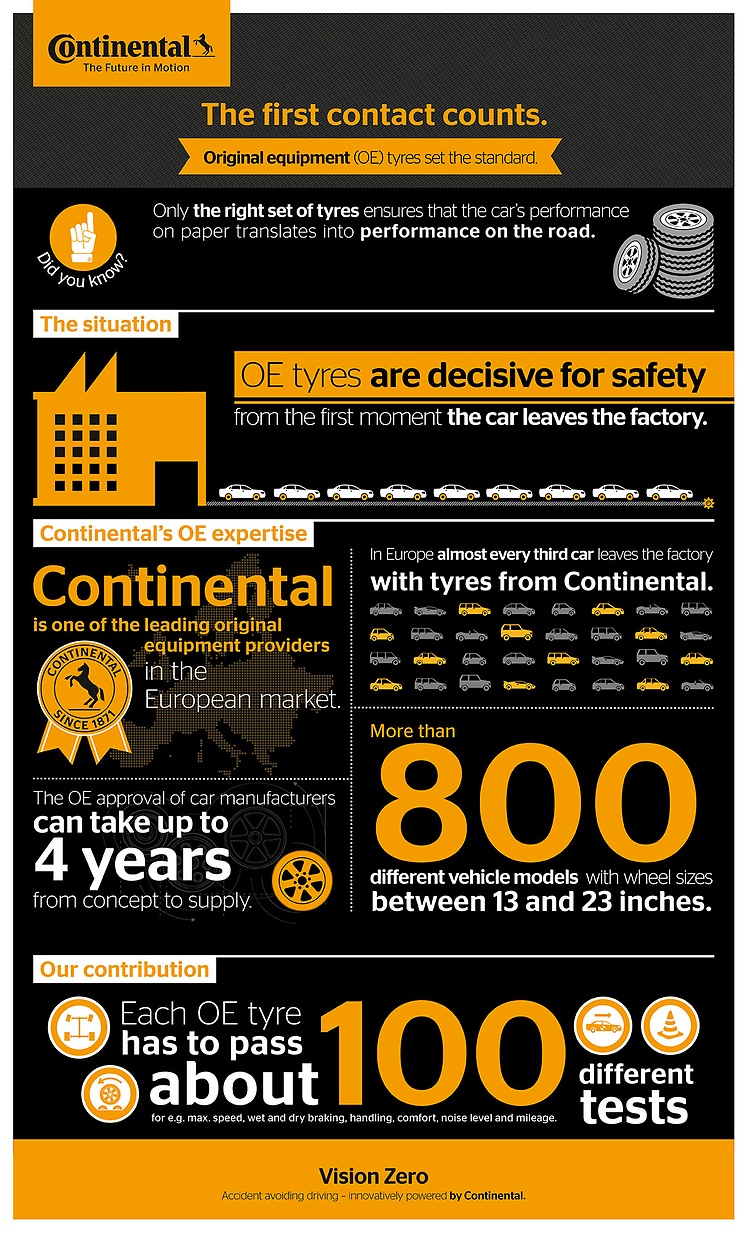 Continental
The Future in Motion
The first contact counts.
Original equipment (OE) tyres set the standard.
Did you know?
Only the right set of tyres ensures that the car's performance
on paper translates into performance on the road.
The situation
OE tyres are decisive for safety
from the first moment the car leaves the factory.
Continental's OE expertise
Continental
is one of the leading original
equipment providers
in the
European market.
CONTINENTAL
SINCE 1871
In Europe almost every third car leaves the factory
with tyres from Continental.
The OE approval of car manufacturers
can take up to
4 years
from concept to supply.
More than
800
different vehicle models with wheel sizes
between 13 and 23 inches.
Our contribution
Each OE tyre
has to pass
about 100
different
tests
for e.g. max. speed, wet and dry braking, handling, comfort, noise level and mileage.
Vision Zero
Accident avoiding driving – innovatively powered by Continental.